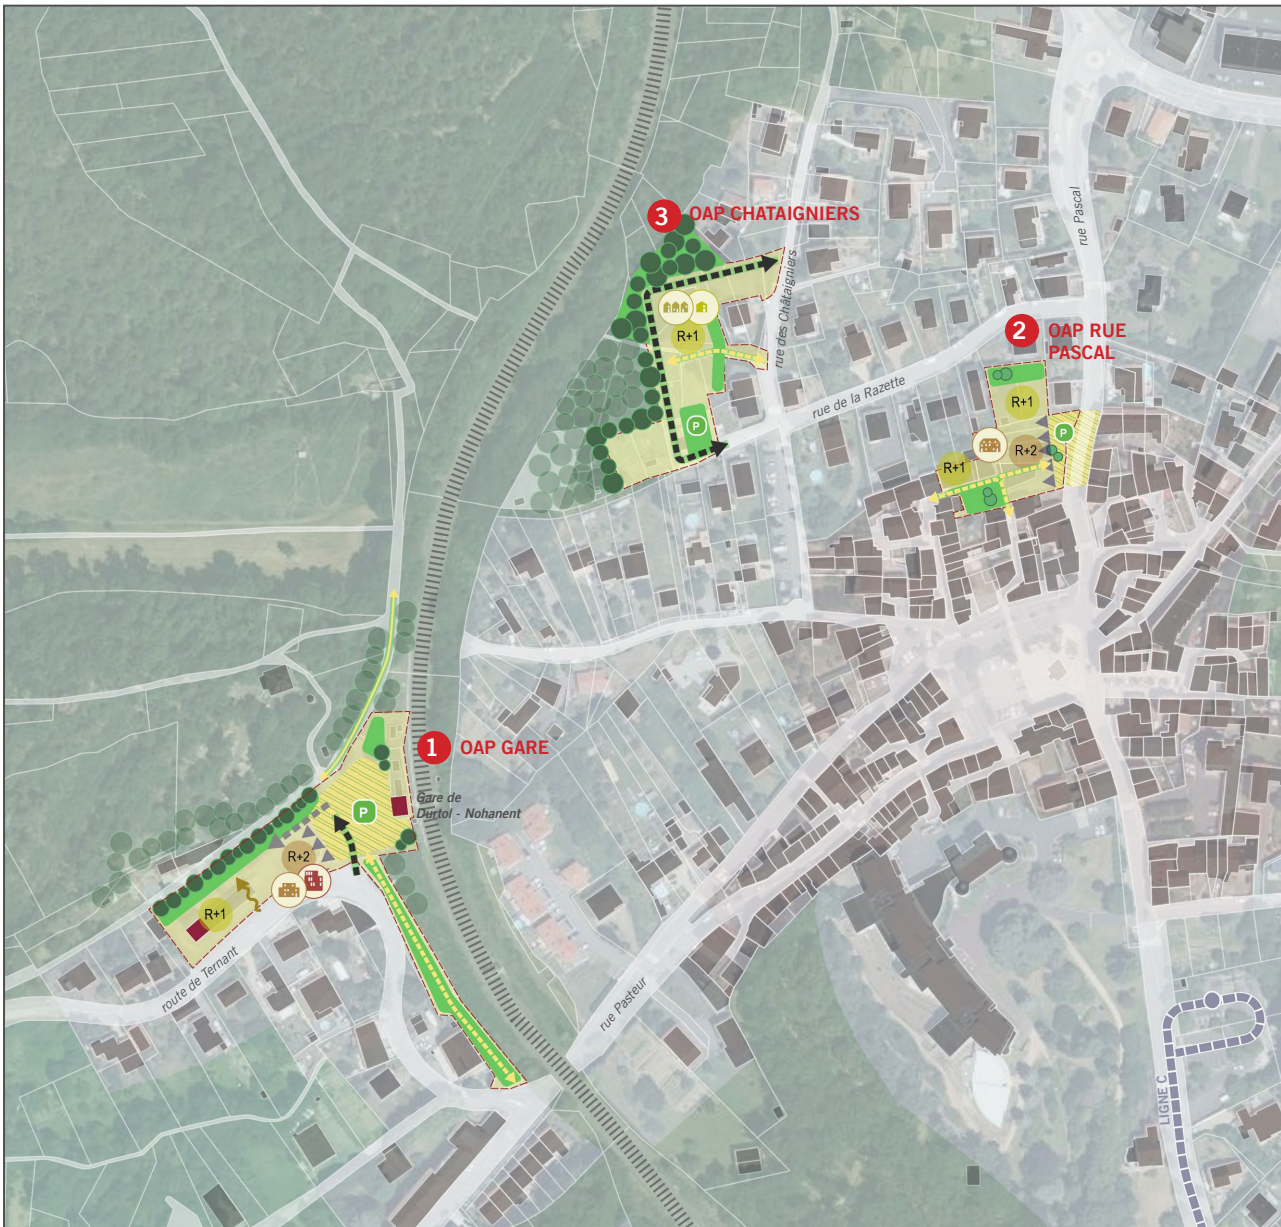 3 OAP CHATAIGNIERS
rue Pascal
rue des Châtaigniers
R+1
2 OAP RUE
PASCAL
rue de la Razette
R+1
P
P
R+2
R+1
1 OAP GARE
Gare de
Durtol - Nohanent
P
R+2
R+1
route de Ternant
rue Pasteur
LIGNE C